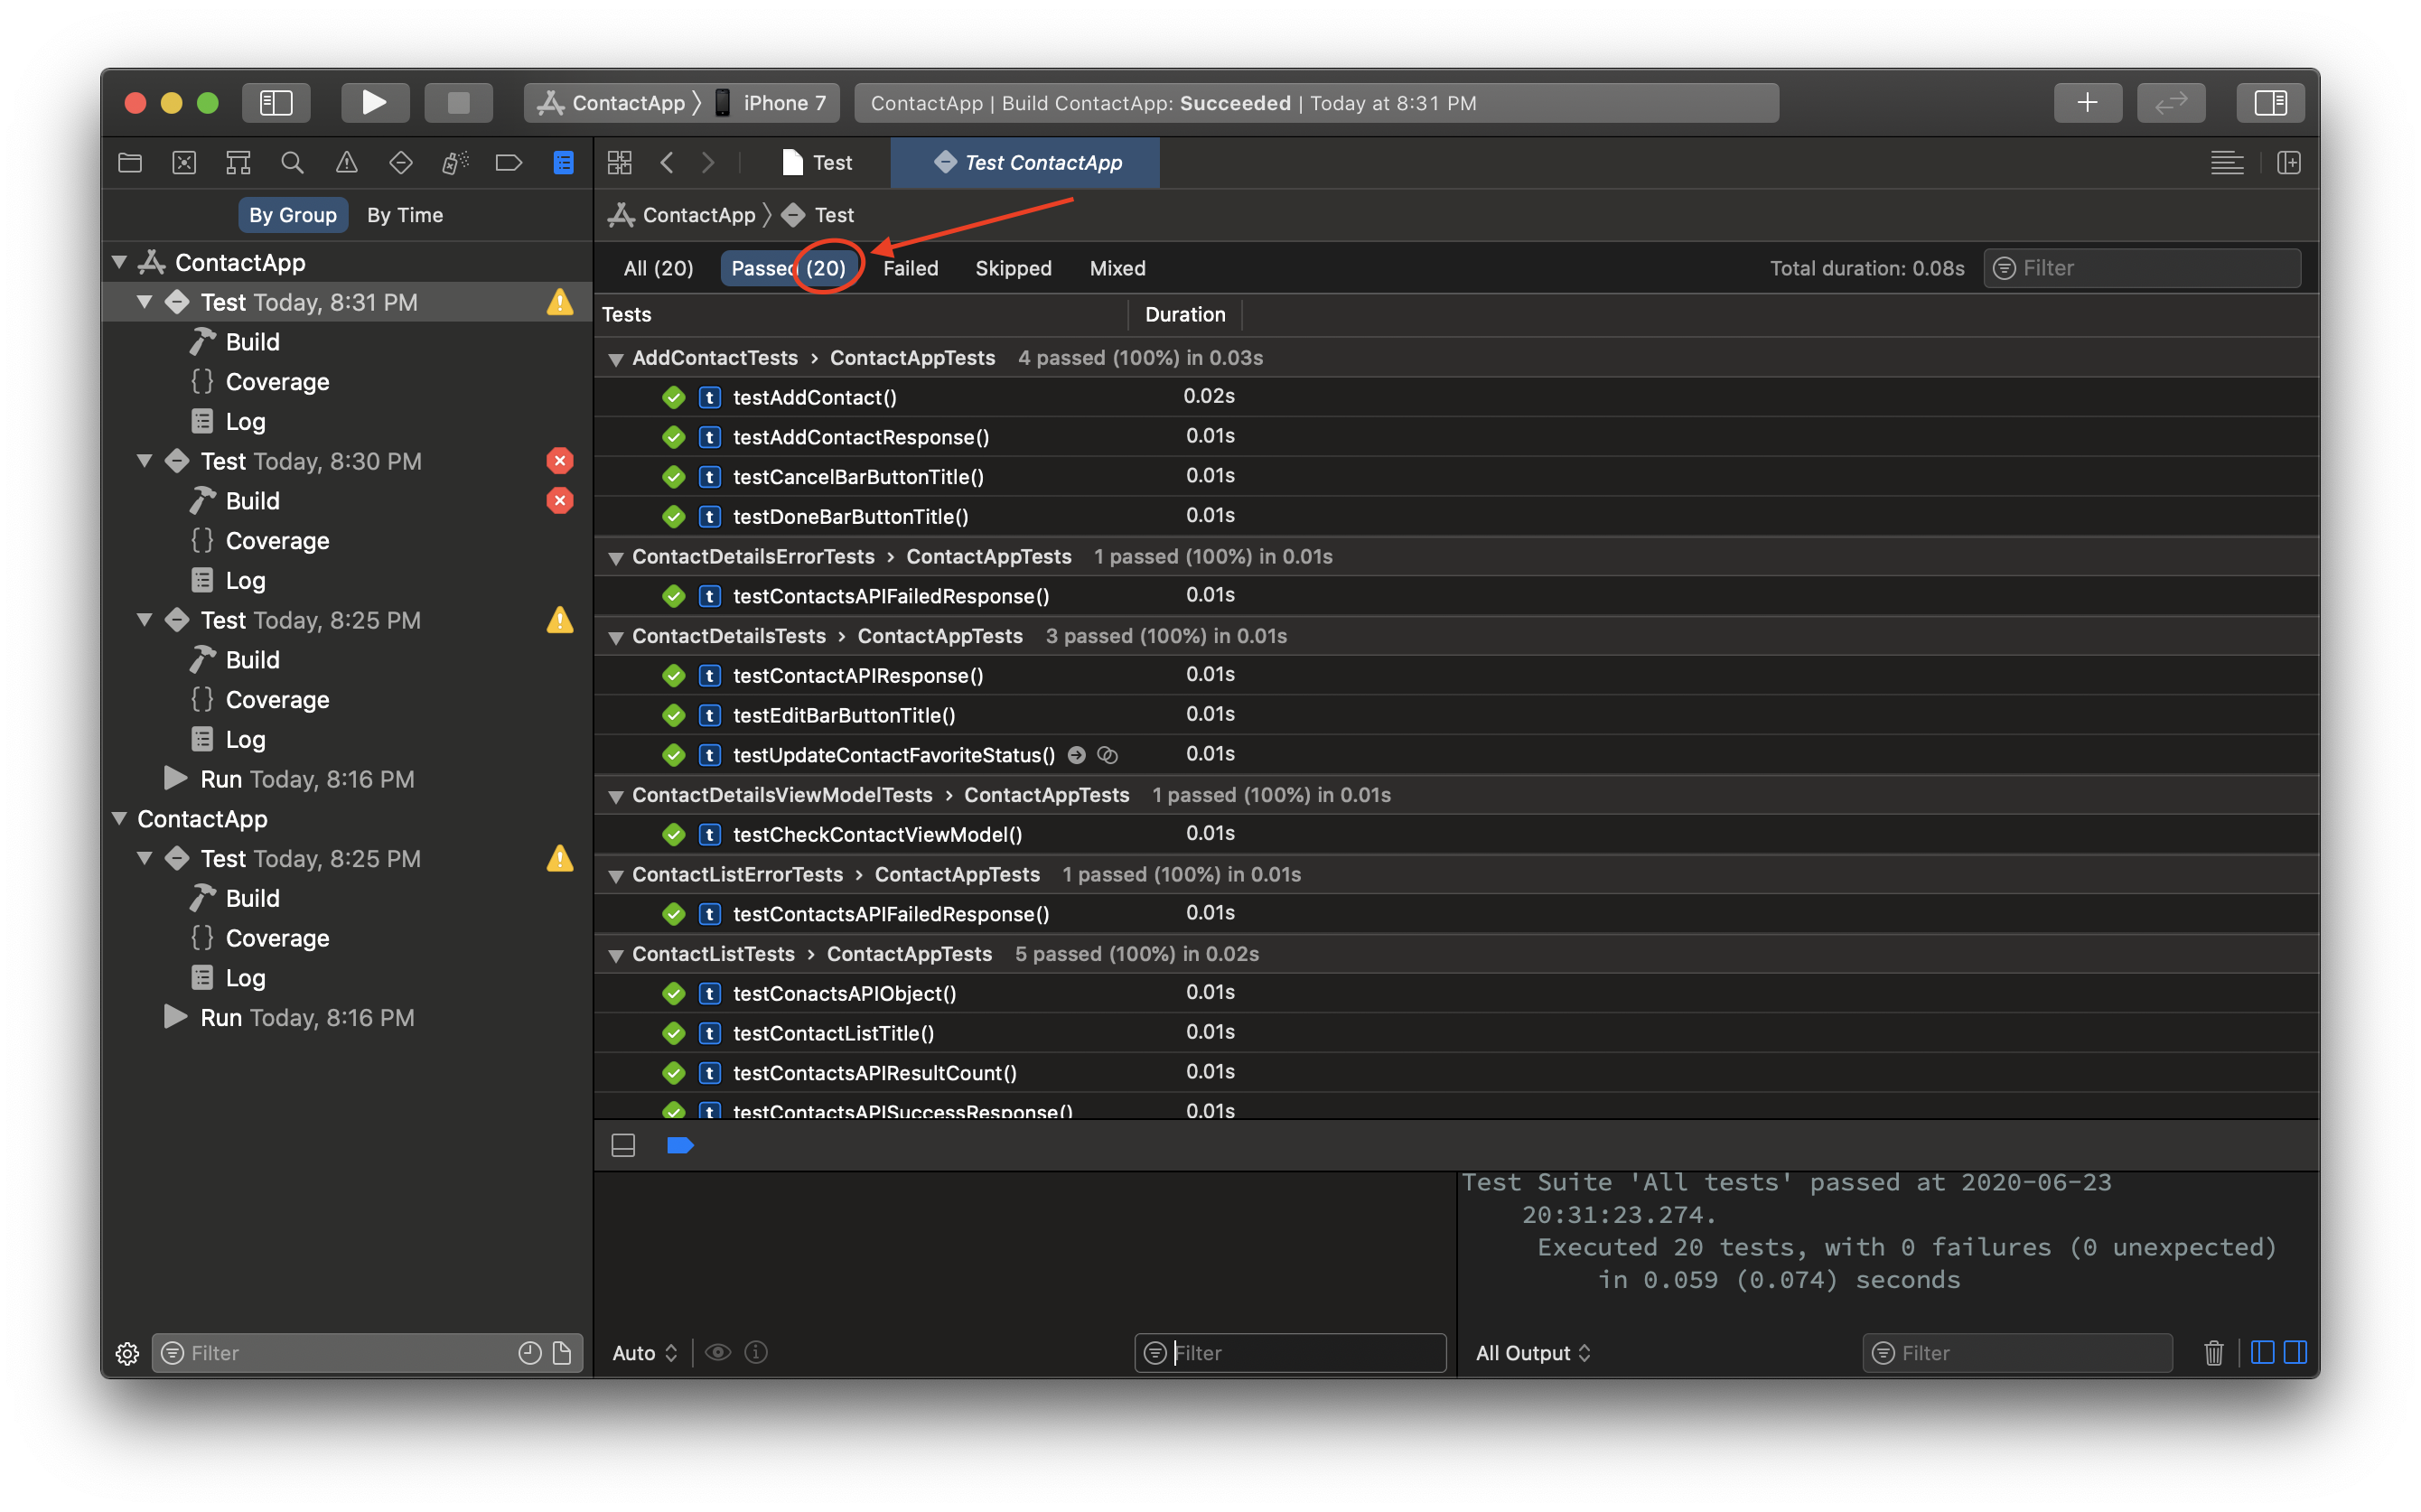 ContactApp 〉 iPhone 7
ContactApp | Build ContactApp: Succeeded | Today at 8:31 PM
Test
Test ContactApp
By Group
By Time
ContactApp 〉 Test
ContactApp
Test Today, 8:31 PM
Build
Coverage
Log
Test Today, 8:30 PM
Build
Coverage
Log
Test Today, 8:25 PM
Build
Coverage
Log
Run Today, 8:16 PM
ContactApp
Test Today, 8:25 PM
Build
Coverage
Log
Run Today, 8:16 PM
Filter
All (20)
Passed (20)
Failed
Skipped
Mixed
Total duration: 0.08s
Filter
Tests
Duration
AddContactTests › ContactAppTests 4 passed (100%) in 0.03s
t testAddContact() 0.02s
t testAddContactResponse() 0.01s
t testCancelBarButtonTitle() 0.01s
t testDoneBarButtonTitle() 0.01s
ContactDetailsErrorTests › ContactAppTests 1 passed (100%) in 0.01s
t testContactsAPIFailedResponse() 0.01s
ContactDetailsTests › ContactAppTests 3 passed (100%) in 0.01s
t testContactAPIResponse() 0.01s
t testEditBarButtonTitle() 0.01s
t testUpdateContactFavoriteStatus() 0.01s
ContactDetailsViewModelTests › ContactAppTests 1 passed (100%) in 0.01s
t testCheckContactViewModel() 0.01s
ContactListErrorTests › ContactAppTests 1 passed (100%) in 0.01s
t testContactsAPIFailedResponse() 0.01s
ContactListTests › ContactAppTests 5 passed (100%) in 0.02s
t testConactsAPIObject() 0.01s
t testContactListTitle() 0.01s
t testContactsAPIResultCount() 0.01s
t testContactsAPISuccessResponse() 0.01s
Auto
Filter
Test Suite 'All tests' passed at 2020-06-23
20:31:23.274.
Executed 20 tests, with 0 failures (0 unexpected)
in 0.059 (0.074) seconds
All Output
Filter